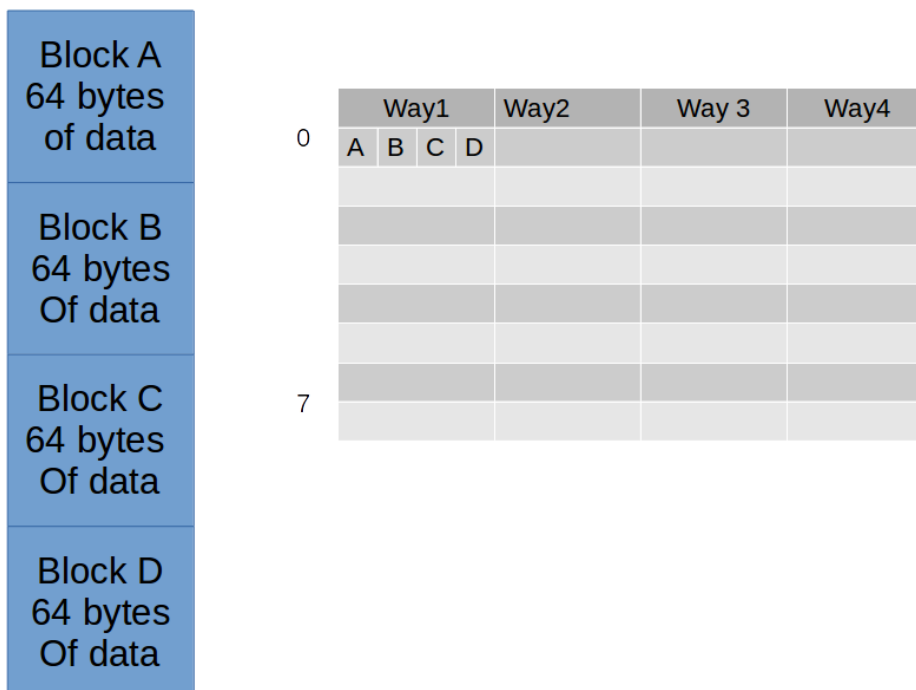 Block A
64 bytes
of data
Block B
64 bytes
Of data
Block C
64 bytes
Of data
Block D
64 bytes
Of data
Way1 Way2 Way 3 Way4
0 A B C D
7